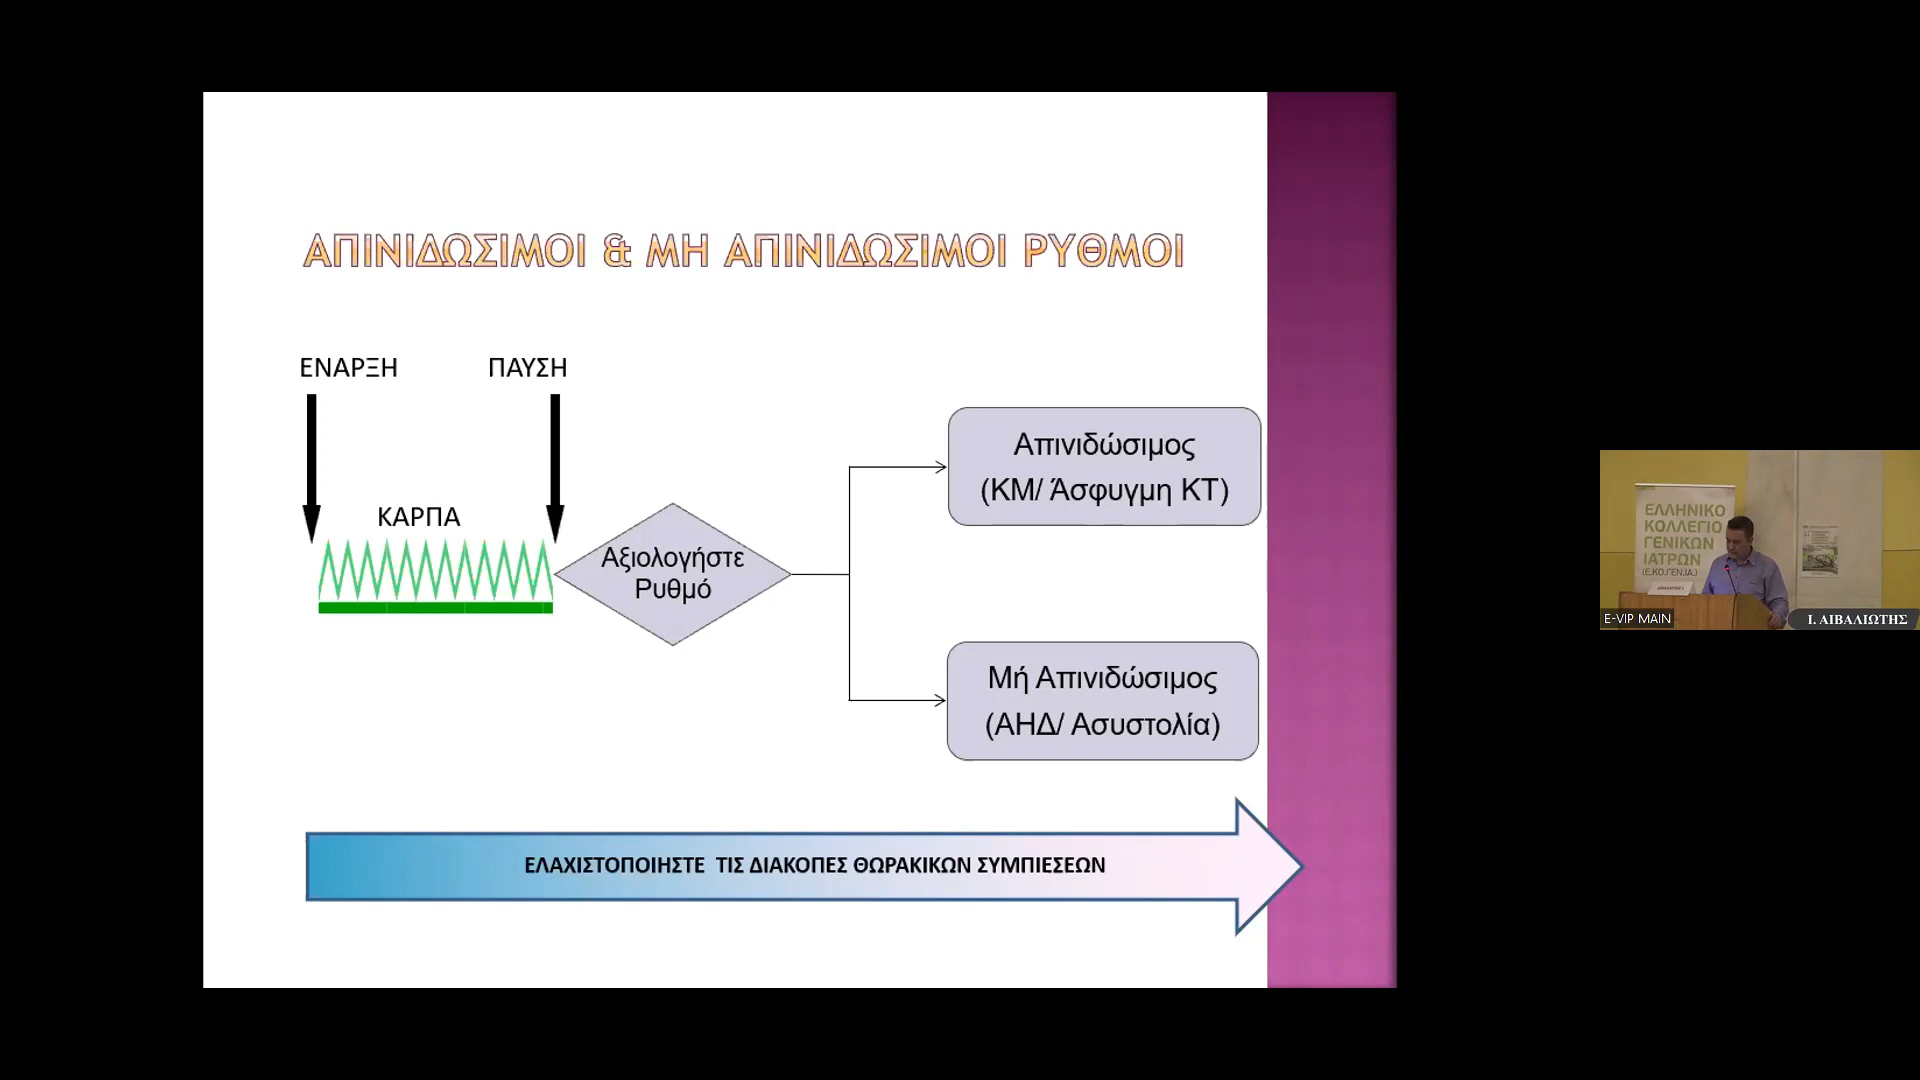 ΑΠΙΝΙΔΩΣΙΜΟΙ & ΜΗ ΑΠΙΝΙΔΩΣΙΜΟΙ ΡΥΘΜΟΙ
ΕΝΑΡΞΗ
ΠΑΥΣΗ
ΚΑΡΠΑ
Αξιολογήστε
Ρυθμό
Απινιδώσιμος
(ΚΜ/ Άσφυγμη ΚΤ)
Μή Απινιδώσιμος
(ΑΗΔ/ Ασυστολία)
ΕΛΑΧΙΣΤΟΠΟΙΗΣΤΕ ΤΙΣ ΔΙΑΚΟΠΕΣ ΘΩΡΑΚΙΚΩΝ ΣΥΜΠΙΕΣΕΩΝ
ΕΛΛΗΝΙΚΟ
ΚΟΛΛΕΓΙΟ
ΓΕΝΙΚΩΝ
ΙΑΤΡΩΝ
(Ε.ΚΟ.ΓΕΝ.ΙΑ.)
E-VIP MAIN
Ι. ΑΙΒΑΛΙΩΤΗΣ